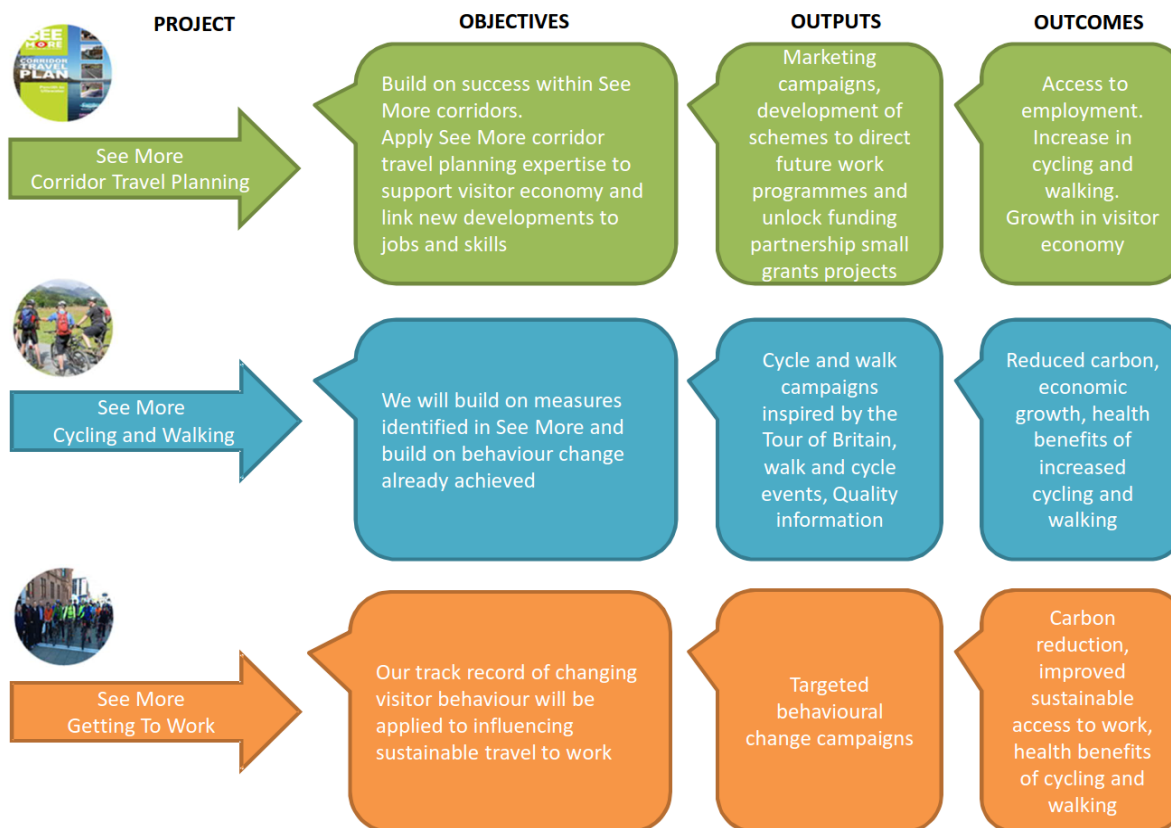 PROJECT
OBJECTIVES
OUTPUTS
OUTCOMES
SEE
MORE
CORRIDOR
TRAVEL
PLAN
See More
Corridor Travel Planning
Build on success within See
More corridors.
Apply See More corridor
travel planning expertise to
support visitor economy and
link new developments to
jobs and skills
Marketing
campaigns,
development of
schemes to direct
future work
programmes and
unlock funding
partnership small
grants projects
Access to
employment.
Increase in
cycling and
walking.
Growth in visitor
economy
See More
Cycling and Walking
We will build on measures
identified in See More and
build on behaviour change
already achieved
Cycle and walk
campaigns
inspired by the
Tour of Britain,
walk and cycle
events, Quality
information
Reduced carbon,
economic
growth, health
benefits of
increased
cycling and
walking
See More
Getting To Work
Our track record of changing
visitor behaviour will be
applied to influencing
sustainable travel to work
Targeted
behavioural
change campaigns
Carbon
reduction,
improved
sustainable
access to work,
health benefits
of cycling and
walking